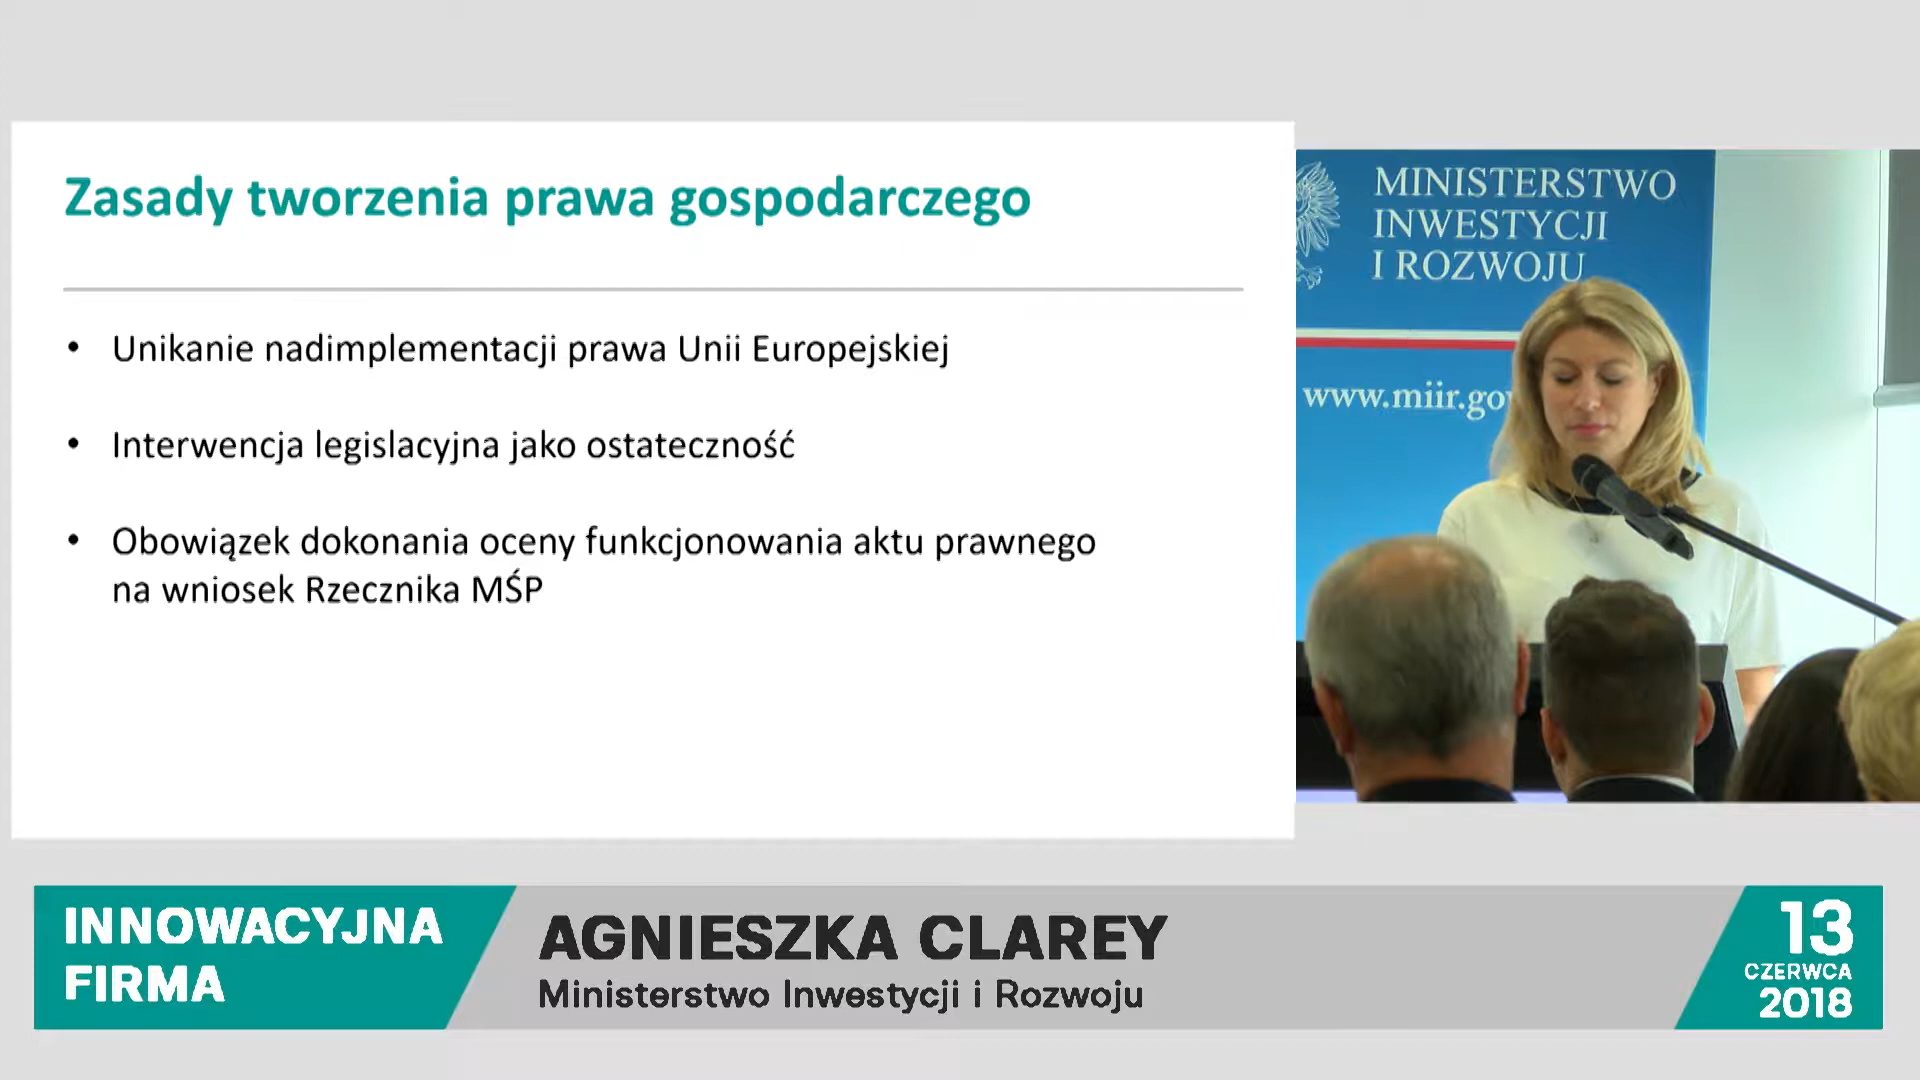 Zasady tworzenia prawa gospodarczego
• Unikanie nadimplementacji prawa Unii Europejskiej
• Interwencja legislacyjna jako ostateczność
• Obowiązek dokonania oceny funkcjonowania aktu prawnego
na wniosek Rzecznika MŚP
MINISTERSTWO
INWESTYCJI
I ROZWOJU
www.miir.gov
INNOWACYJNA
FIRMA
AGNIESZKA CLAREY
Ministerstwo Inwestycji i Rozwoju
13
CZERWCA
2018